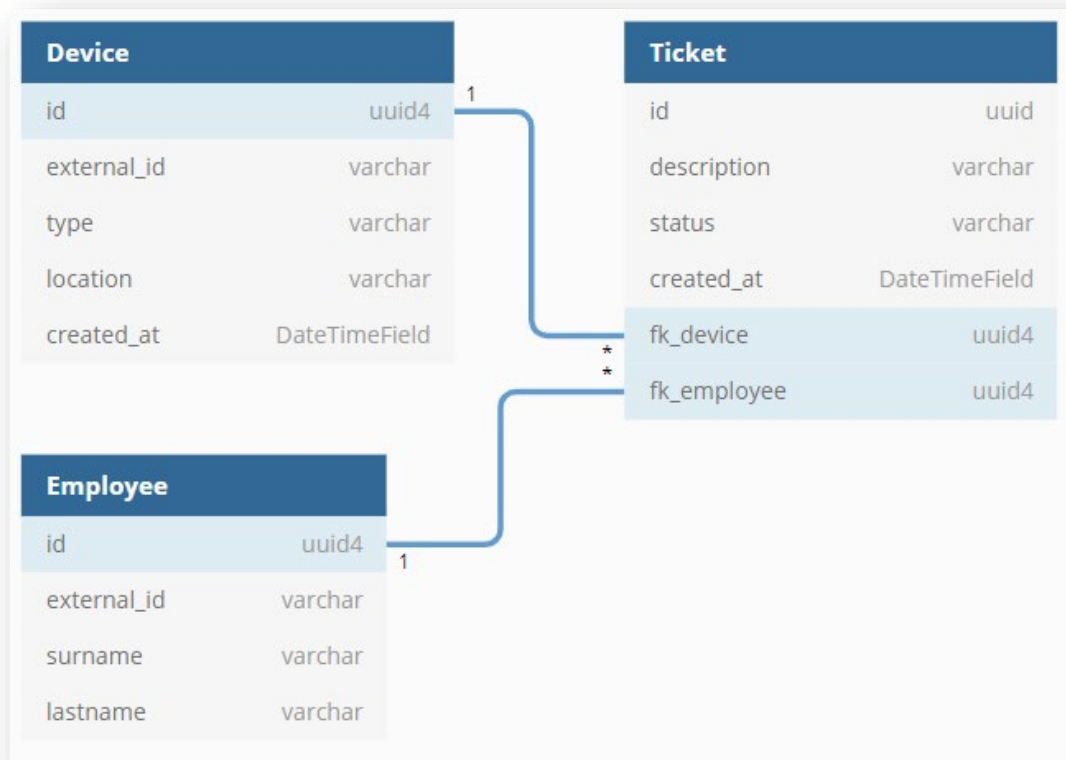 Device
id uuid4
1
external_id varchar
type varchar
location varchar
created_at DateTimeField
Ticket
id uuid
description varchar
status varchar
created_at DateTimeField
*
fk_device uuid4
*
fk_employee uuid4
Employee
id uuid4
1
external_id varchar
surname varchar
lastname varchar